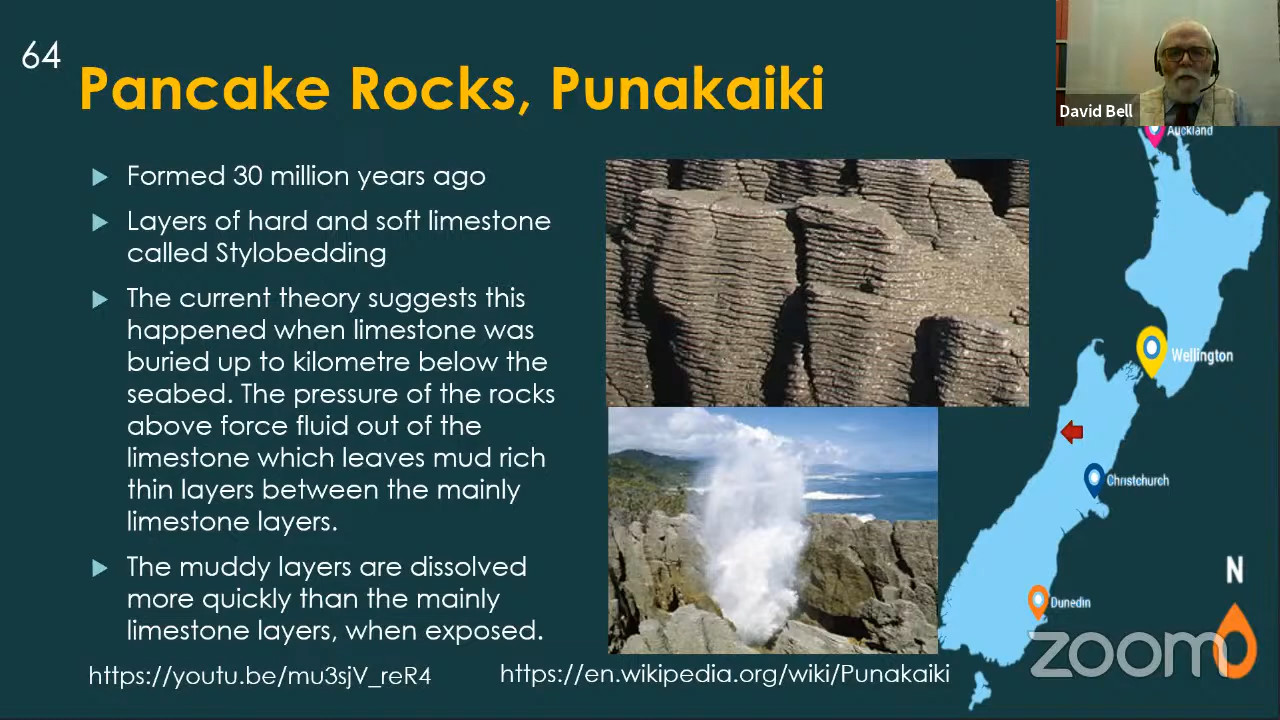 64
Pancake Rocks, Punakaiki
Formed 30 million years ago
Layers of hard and soft limestone
called Stylobedding
The current theory suggests this
happened when limestone was
buried up to kilometre below the
seabed. The pressure of the rocks
above force fluid out of the
limestone which leaves mud rich
thin layers between the mainly
limestone layers.
The muddy layers are dissolved
more quickly than the mainly
limestone layers, when exposed.
https://youtu.be/mu3sjV_reR4
https://en.wikipedia.org/wiki/Punakaiki
David Bell
Auckland
Wellington
Christchurch
N
Dunedin
zoom